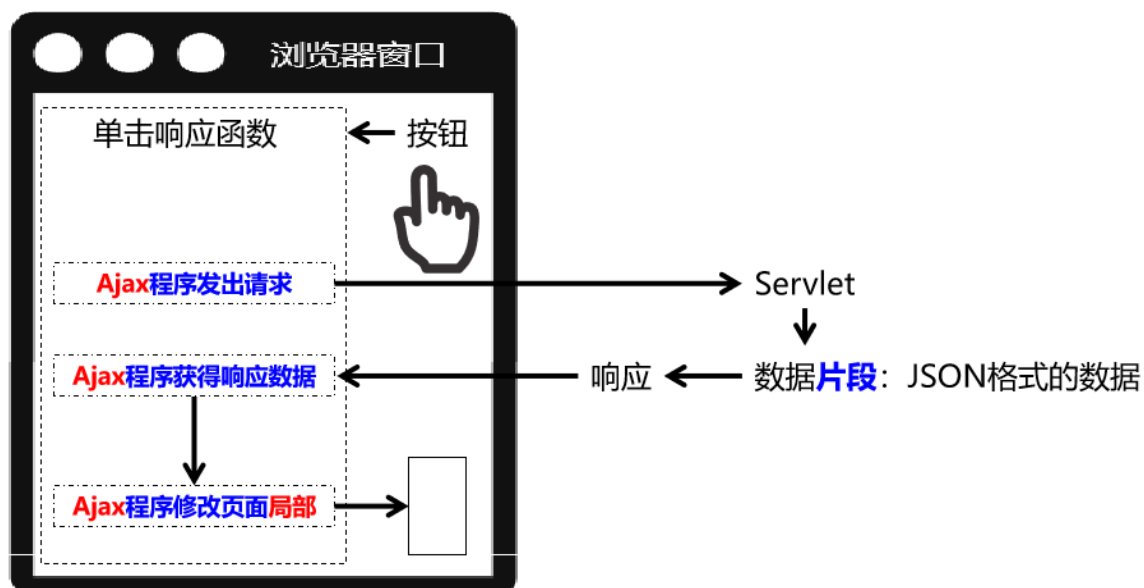 浏览器窗口
单击响应函数
按钮
Ajax程序发出请求
Servlet
Ajax程序获得响应数据
响应
数据片段：JSON格式的数据
Ajax程序修改页面局部